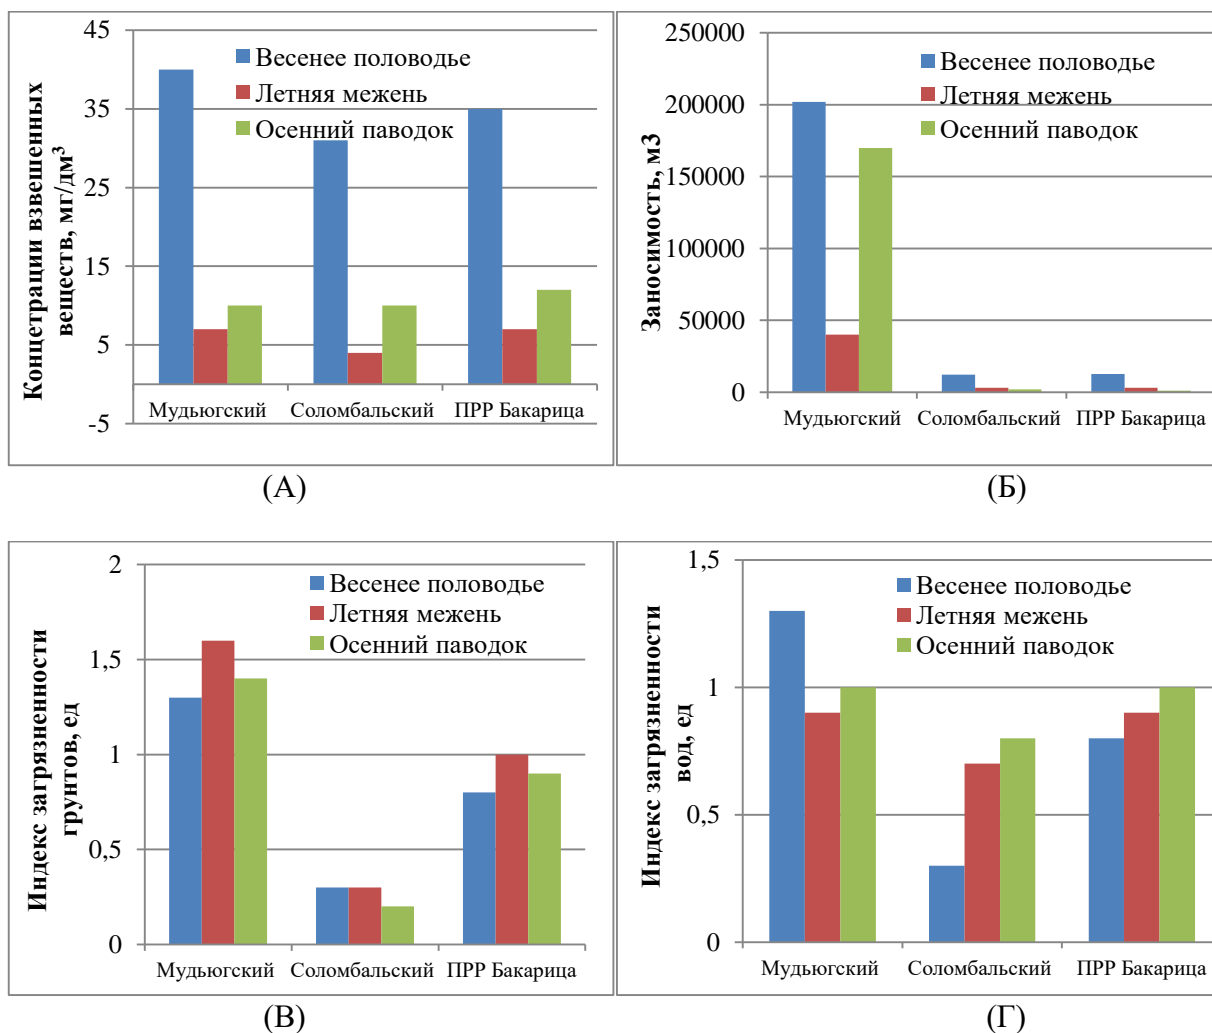 45
35
25
15
5
-5
Концетрации взвешенных
веществ, мг/дм³
Весенее половодье
Летняя межень
Осенний паводок
Мудьюгский
Соломбальский
ПРР Бакарица
(А)
250000
200000
150000
100000
50000
0
Заносимость, м3
Весенее половодье
Летняя межень
Осенний паводок
Мудьюгский
Соломбальский
ПРР Бакарица
(Б)
2
1,5
1
0,5
0
Индекс загрязненности
грунтов, ед
Весенее половодье
Летняя межень
Осенний паводок
Мудьюгский
Соломбальский
ПРР Бакарица
(В)
1,5
1
0,5
0
Индекс загрязненности
вод, ед
Весенее половодье
Летняя межень
Осенний паводок
Мудьюгский
Соломбальский
ПРР Бакарица
(Г)